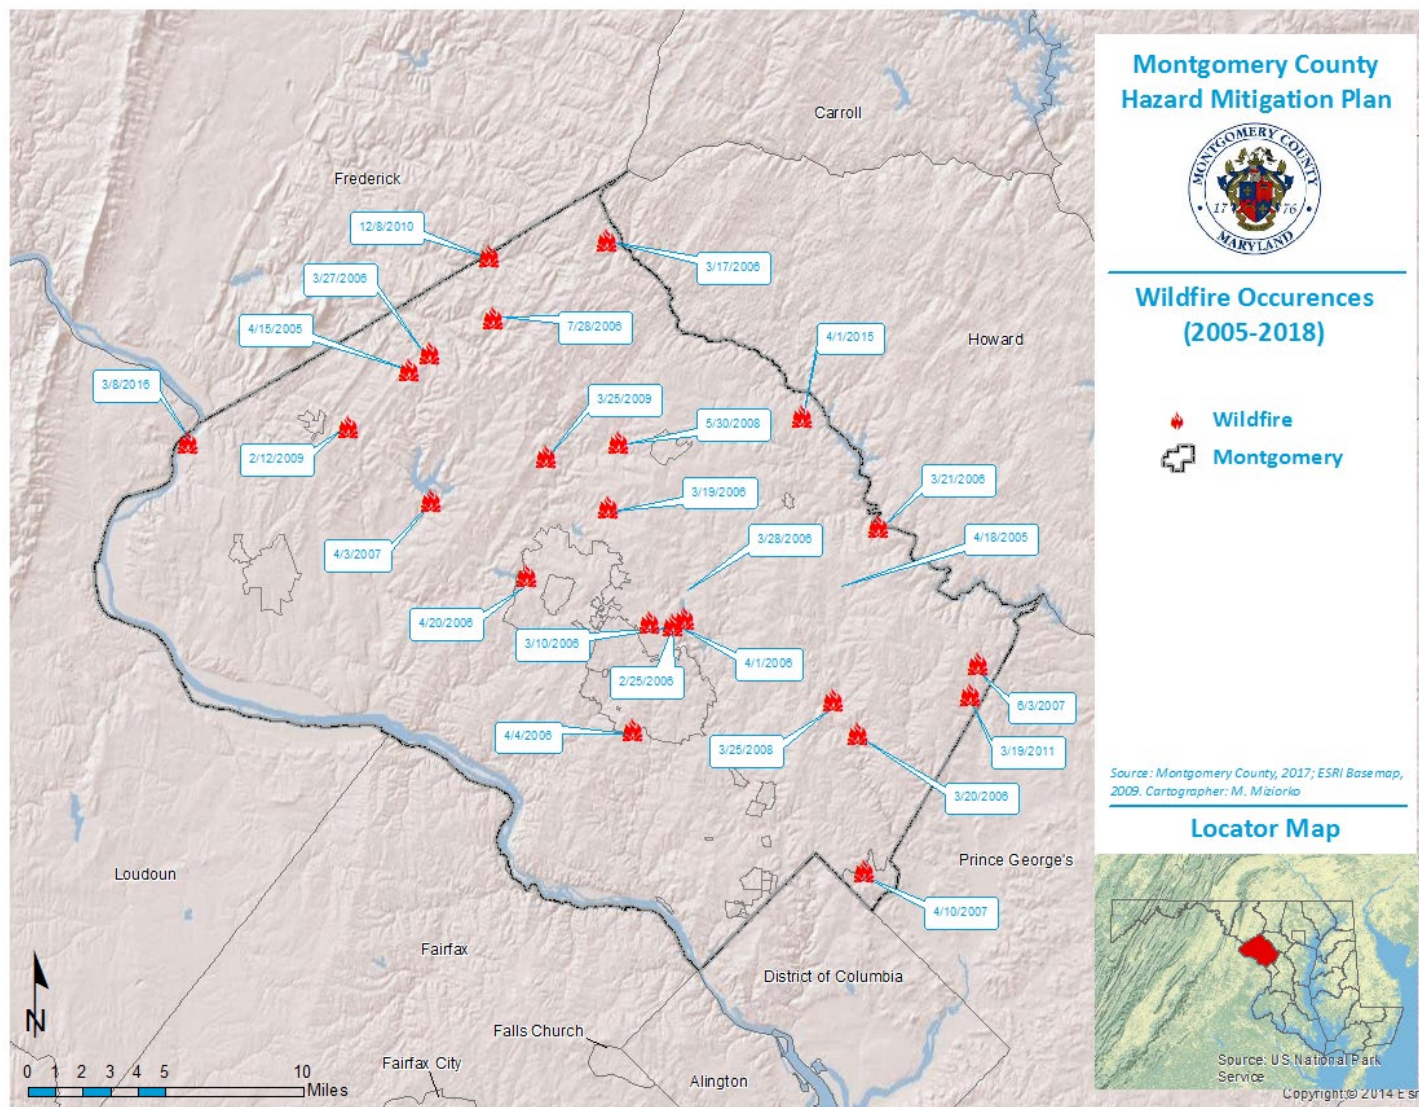 Montgomery County
Hazard Mitigation Plan
MONTGOMERY COUNTY
17 76
MARYLAND
Wildfire Occurences
(2005-2018)
Wildfire
Montgomery
Source: Montgomery County, 2017; ESRI Basemap,
2009. Cartographer: M. Miziorko
Locator Map
Source: US National Park
Service
Copyright:© 2014 Esr
Carroll
Frederick
12/8/2010
3/17/2006
3/27/2006
7/28/2006
4/15/2005
4/1/2015
Howard
3/8/2016
3/25/2009
5/30/2008
2/12/2009
3/19/2006
3/21/2006
4/3/2007
3/28/2006
4/18/2005
4/20/2006
3/10/2006
4/1/2006
2/25/2006
6/3/2007
4/4/2006
3/25/2008
3/19/2011
3/20/2006
Loudoun
Prince George's
4/10/2007
Fairfax
District of Columbia
Falls Church
Fairfax City
Alington
N
0 1 2 3 4 5 10
Miles